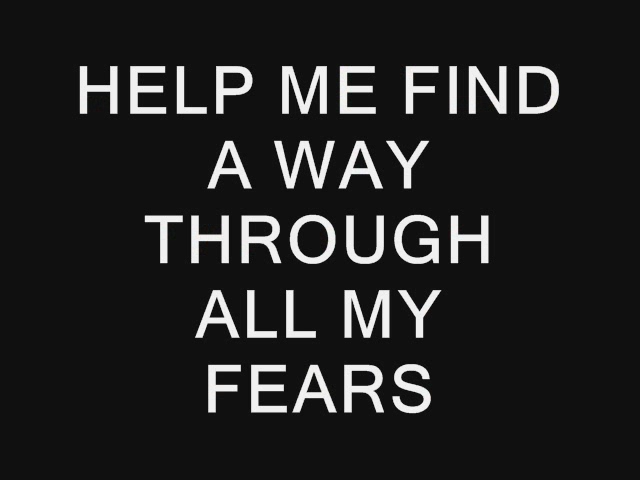 HELP ME FIND
A WAY
THROUGH
ALL MY
FEARS